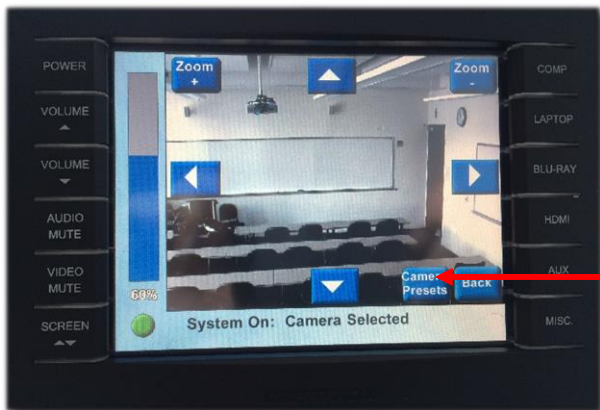 POWER
VOLUME
VOLUME
AUDIO
MUTE
VIDEO
MUTE
SCREEN
Zoom
+
Zoom
-
Camera
Presets
Back
60%
System On: Camera Selected
COMP
LAPTOP
BLU-RAY
HDMI
AUX
MISC.